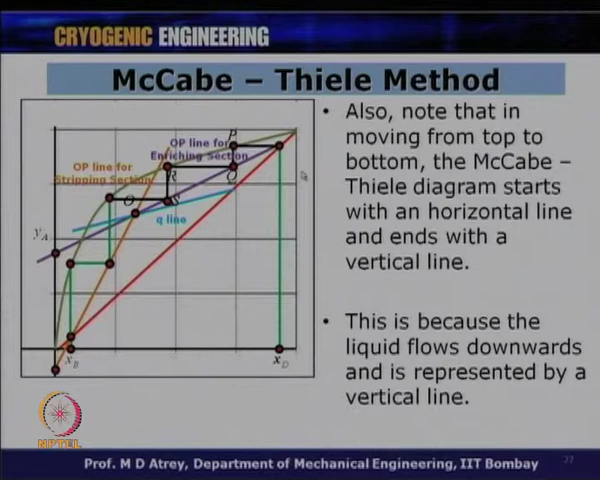 CRYOGENIC ENGINEERING
McCabe – Thiele Method
• Also, note that in
moving from top to
bottom, the McCabe –
Thiele diagram starts
with an horizontal line
and ends with a
vertical line.
• This is because the
liquid flows downwards
and is represented by a
vertical line.
P
OP line for
Enriching Section
OP line for
Stripping Section
R
Q
O
S
q line
yA
xB
xD
NPTEL
Prof. M D Atrey, Department of Mechanical Engineering, IIT Bombay
27